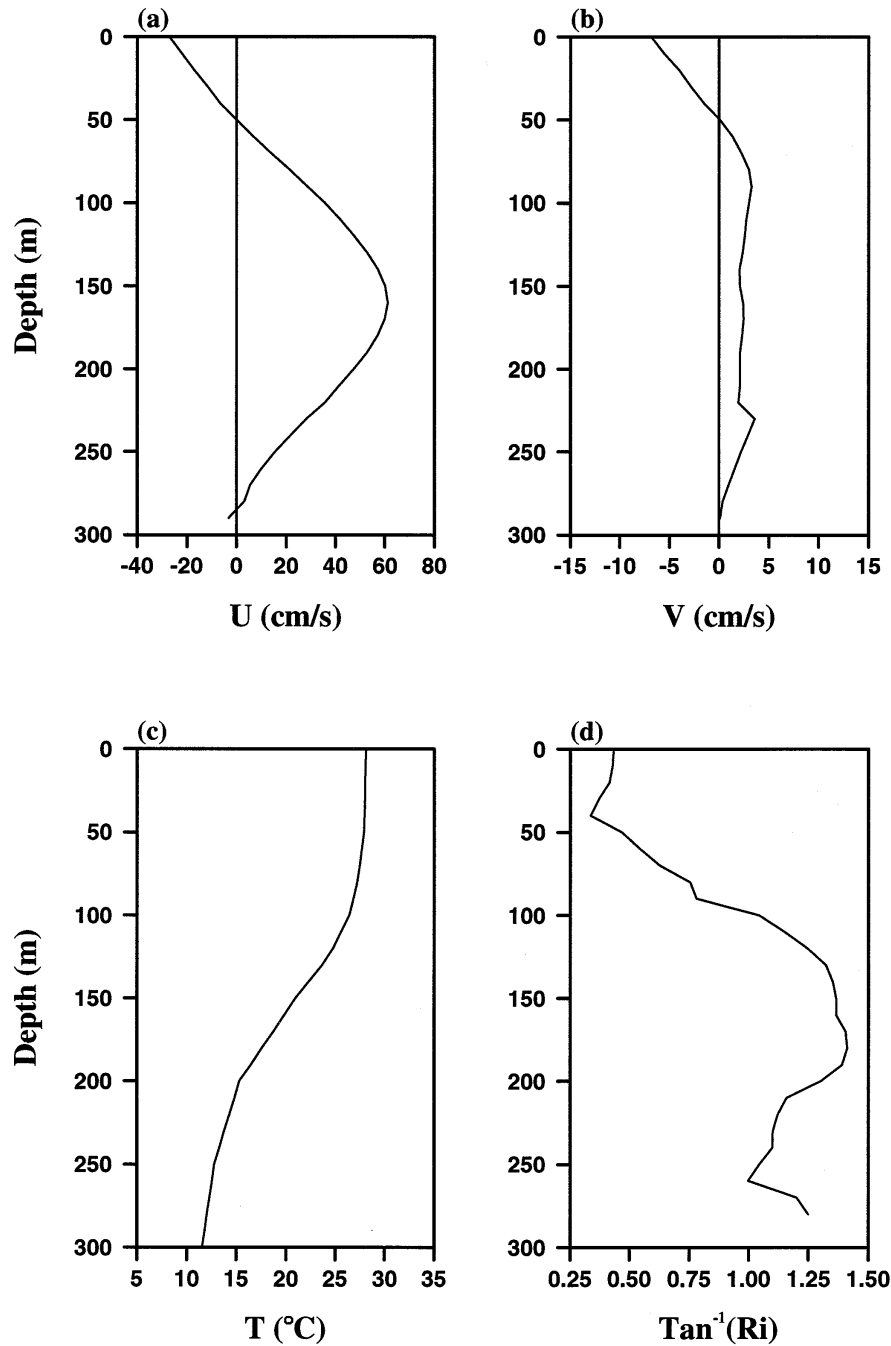 (a)
0
50
100
150
200
250
300
Depth (m)
-40 -20 0 20 40 60 80
U (cm/s)
(b)
0
50
100
150
200
250
300
-15 -10 -5 0 5 10 15
V (cm/s)
(c)
0
50
100
150
200
250
300
Depth (m)
5 10 15 20 25 30 35
T (°C)
(d)
0
50
100
150
200
250
300
0.25 0.50 0.75 1.00 1.25 1.50
Tan⁻¹(Ri)